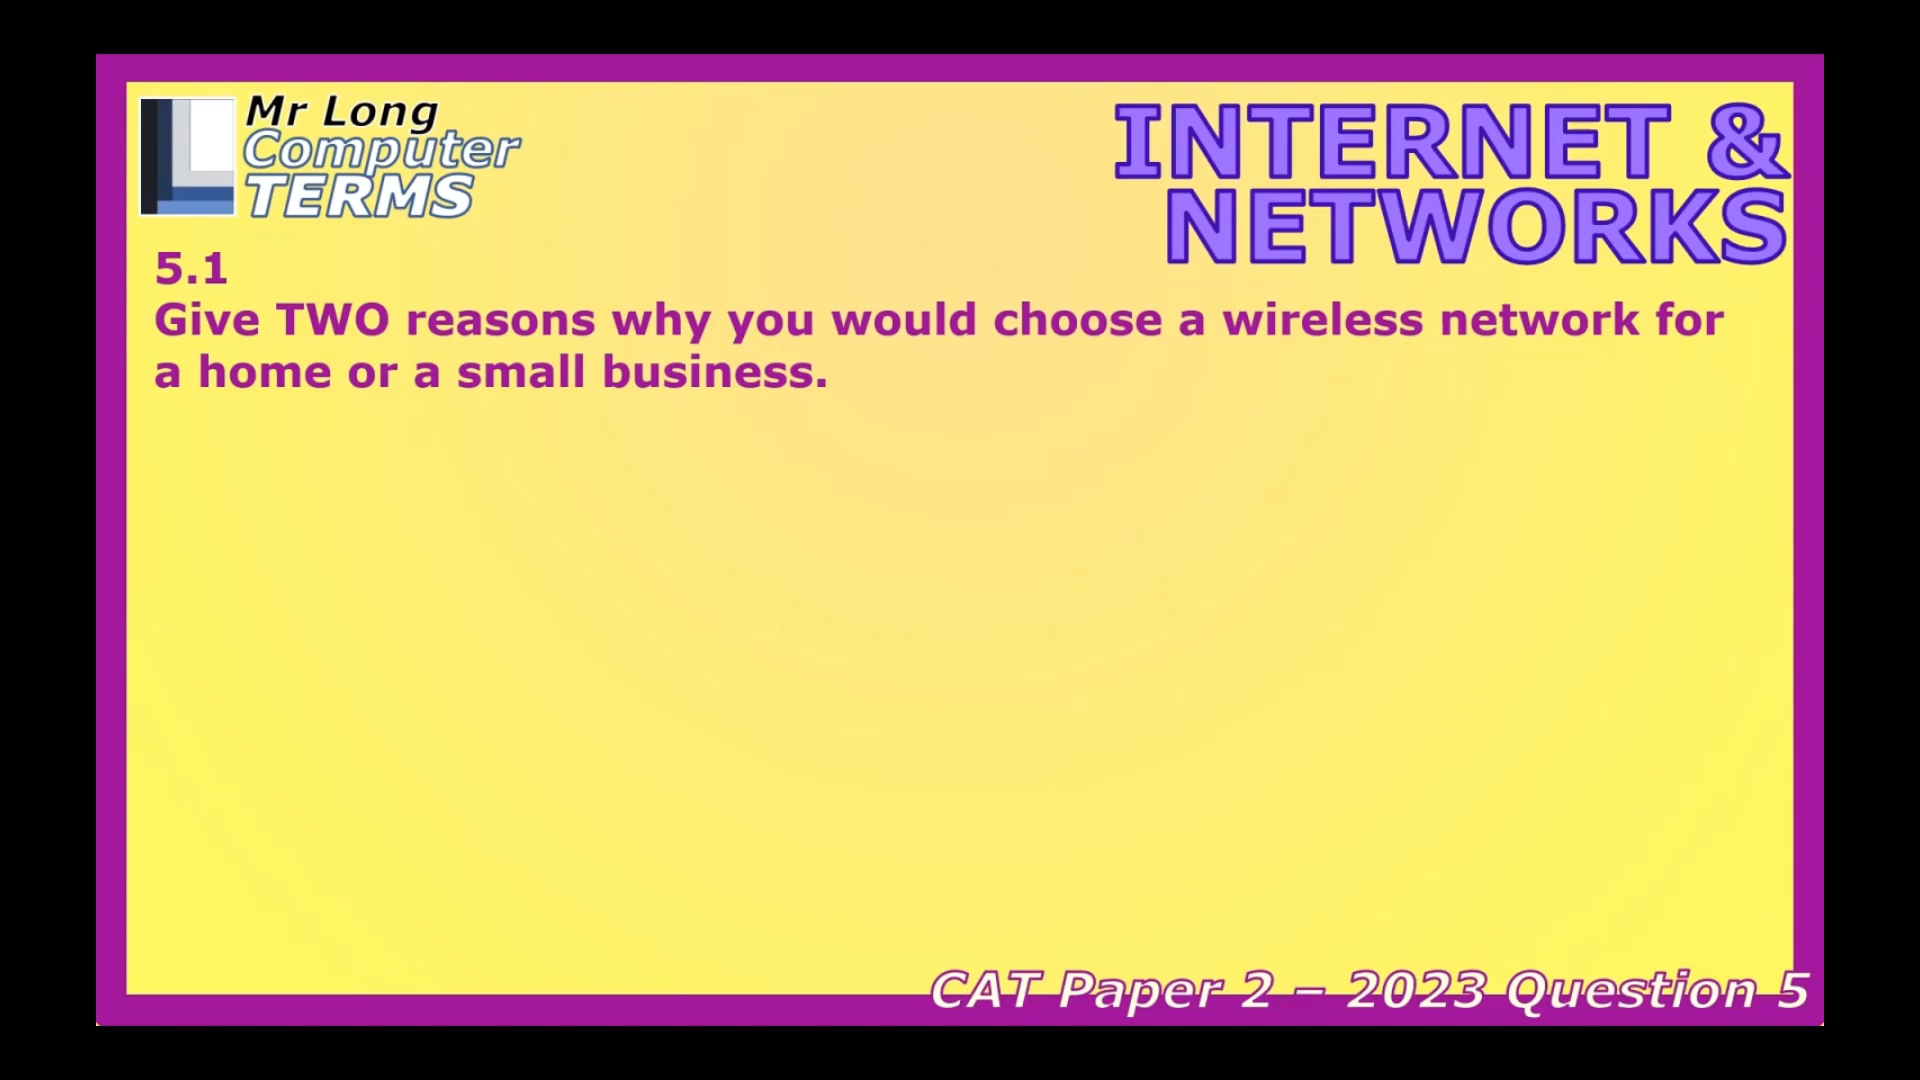 Mr Long
Computer
TERMS
INTERNET &
NETWORKS
5.1
Give TWO reasons why you would choose a wireless network for
a home or a small business.
CAT Paper 2 – 2023 Question 5